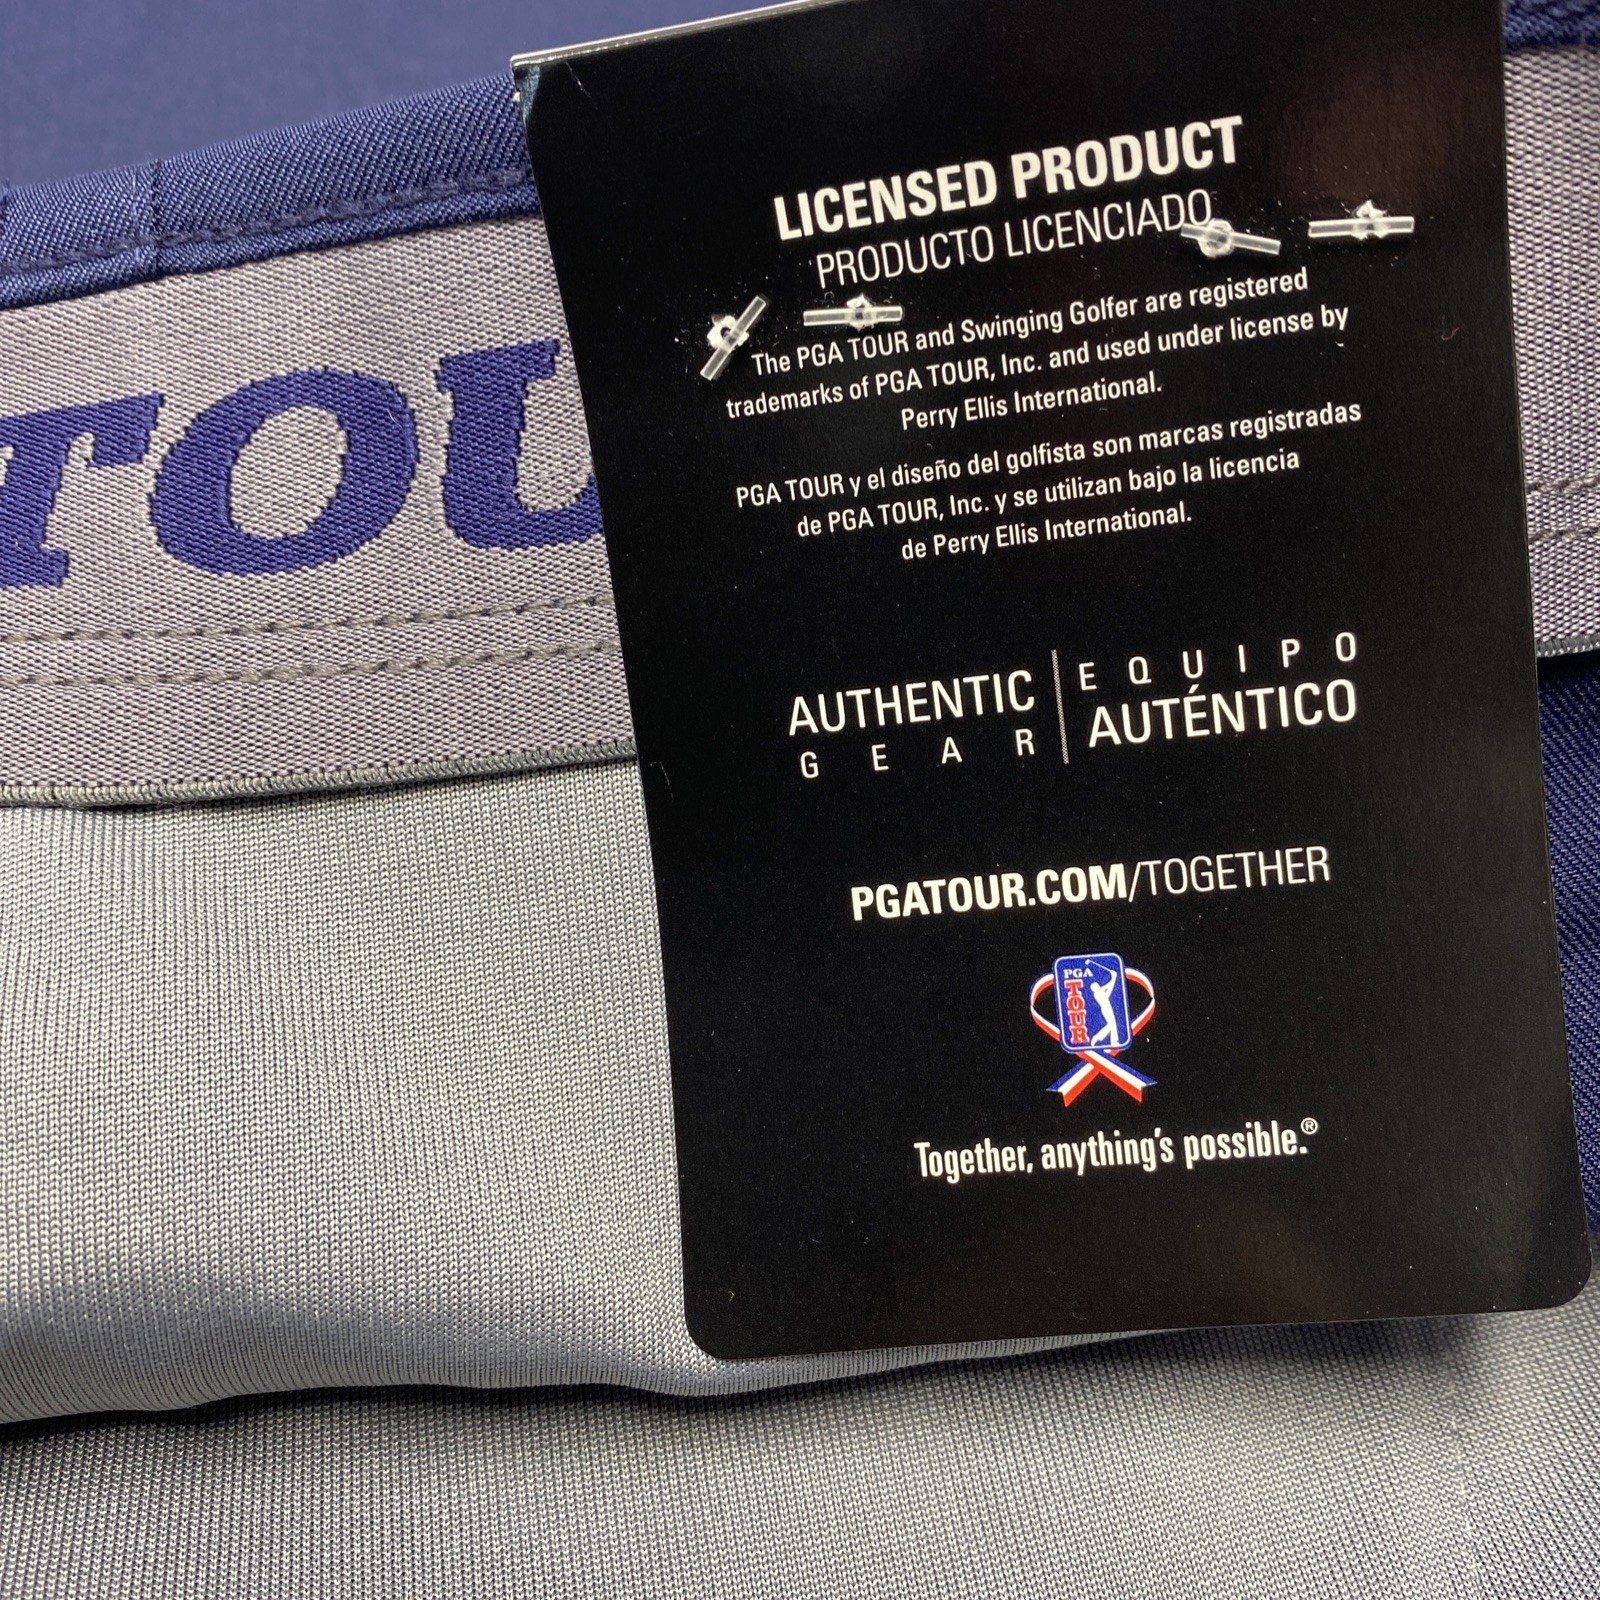 TOU
LICENSED PRODUCT
PRODUCTO LICENCIADO
The PGA TOUR and Swinging Golfer are registered
trademarks of PGA TOUR, Inc. and used under license by
Perry Ellis International.
PGA TOUR y el diseño del golfista son marcas registradas
de PGA TOUR, Inc. y se utilizan bajo la licencia
de Perry Ellis International.
AUTHENTIC
GEAR
EQUIPO
AUTÉNTICO
PGATOUR.COM/TOGETHER
PGA
TOUR
Together, anything's possible.®